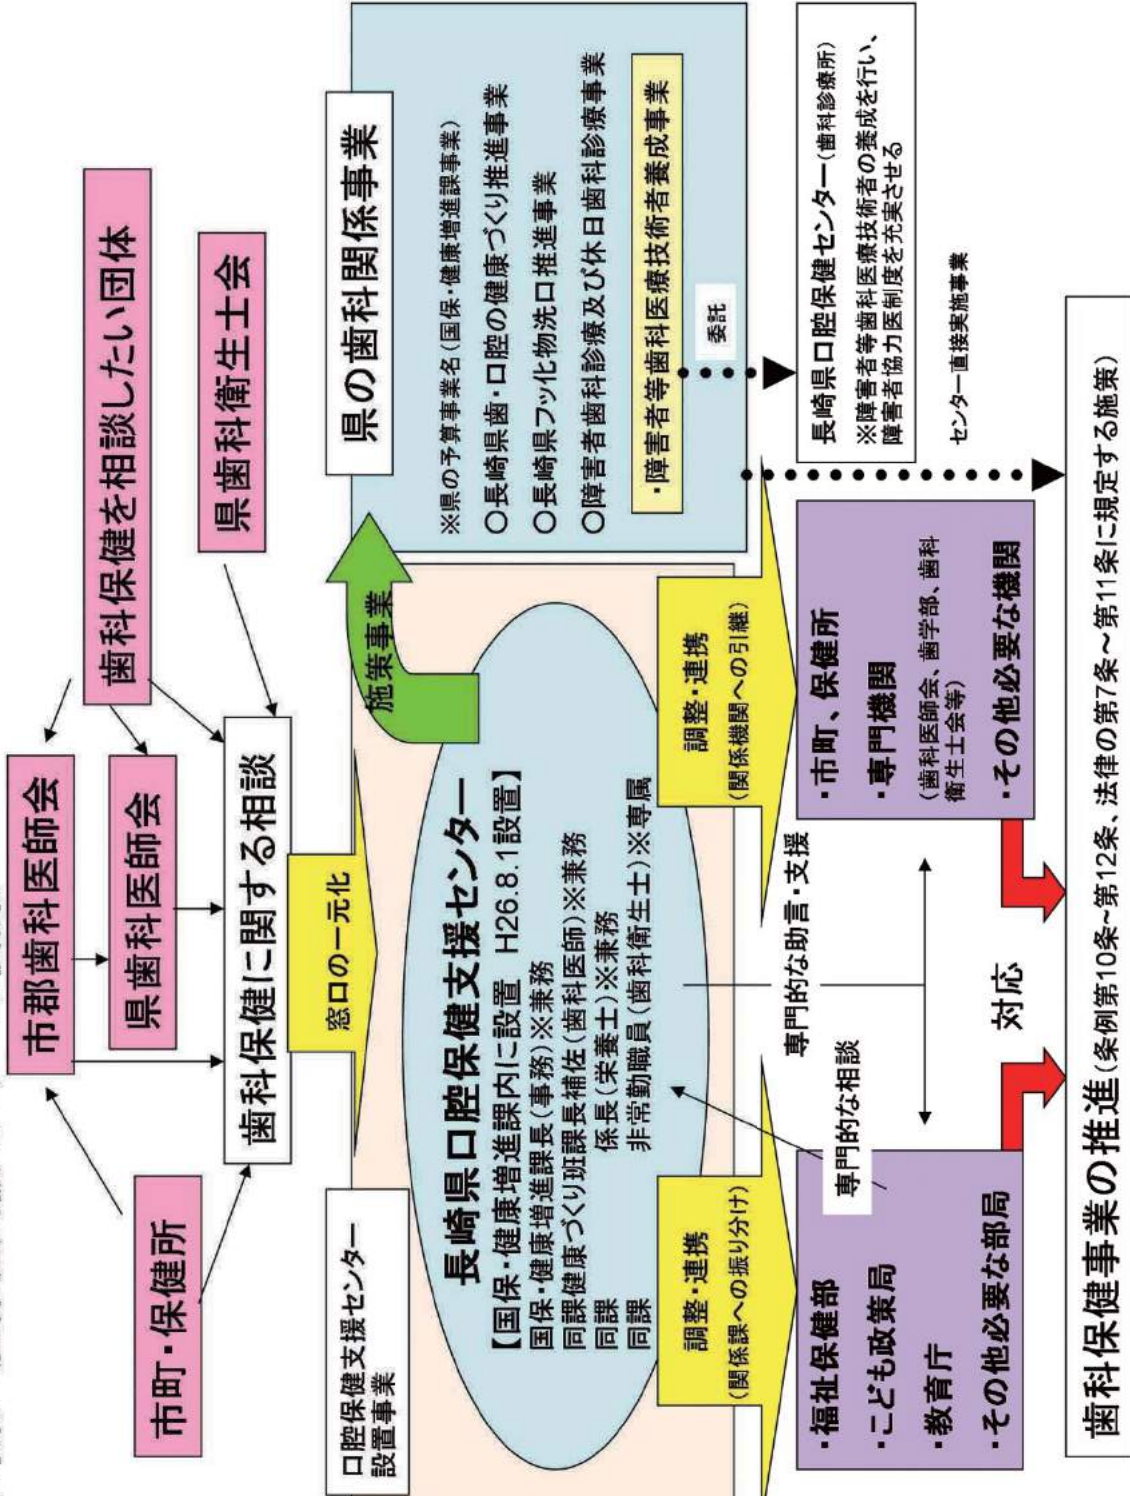 市郡歯科医師会
歯科保健を相談したい団体
県歯科医師会
市町・保健所
県歯科衛生士会
歯科保健に関する相談
窓口の一元化
口腔保健支援センター
設置事業
長崎県口腔保健支援センター
【国保・健康増進課内に設置 H26.8.1設置】
国保・健康増進課長(事務)※兼務
同課健康づくり班課長補佐(歯科医師)※兼務
同課 係長(栄養士)※兼務
同課 非常勤職員(歯科衛生士)※専属
施策事業
県の歯科関係事業
※県の予算事業名(国保・健康増進課事業)
○長崎県歯・口腔の健康づくり推進事業
○長崎県フッ化物洗口推進事業
○障害者歯科診療及び休日歯科診療事業
・障害者等歯科医療技術者養成事業
委託
調整・連携
(関係課への振り分け)
調整・連携
(関係機関への引継)
専門的な助言・支援
専門的な相談
・福祉保健部
・こども政策局
・教育庁
・その他必要な部局
・市町、保健所
・専門機関
(歯科医師会、歯学部、歯科
衛生士会等)
・その他必要な機関
長崎県口腔保健センター(歯科診療所)
※障害者等歯科医療技術者の養成を行い、
障害者協力医制度を充実させる
センター直接実施事業
対応
歯科保健事業の推進(条例第10条~第12条、法律の第7条~第11条に規定する施策)